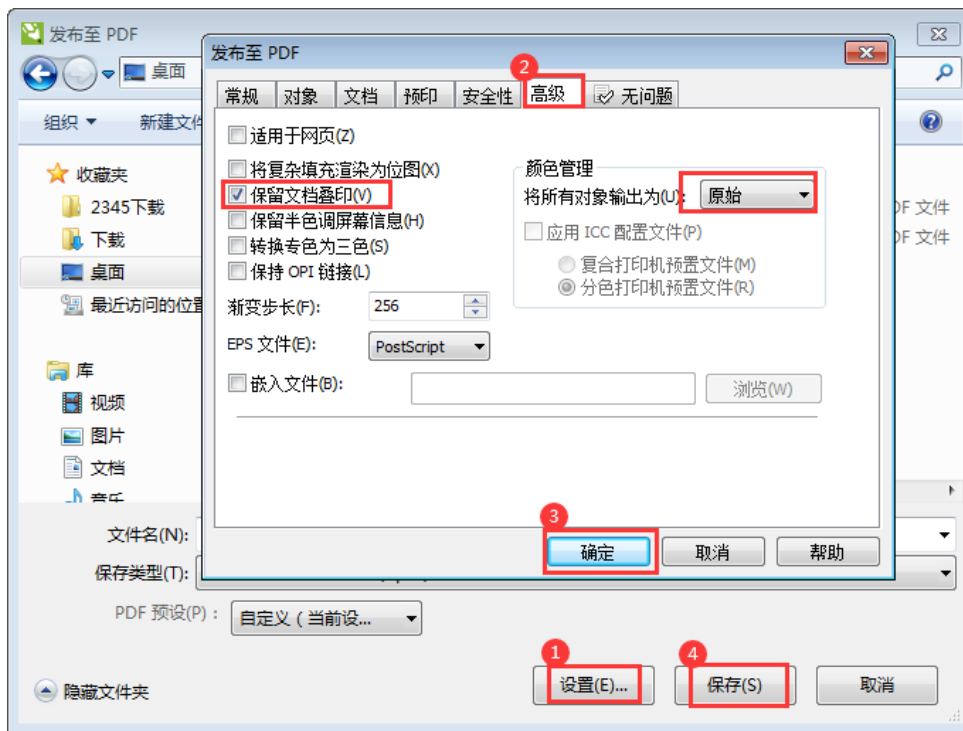 发布至 PDF
发布至 PDF
桌面
2
常规 对象 文档 预印 安全性 高级 无问题
组织 新建文件
适用于网页(Z)
收藏夹
将复杂填充渲染为位图(X)
颜色管理
2345下载
保留文档叠印(V)
将所有对象输出为(U): 原始
DF 文件
下载
保留半色调屏幕信息(H)
应用 ICC 配置文件(P)
DF 文件
桌面
转换专色为三色(S)
复合打印机预置文件(M)
最近访问的位置
保持 OPI 链接(L)
分色打印机预置文件(R)
渐变步长(F): 256
库
EPS 文件(E): PostScript
视频
嵌入文件(B): 浏览(W)
图片
文档
音乐
3
文件名(N):
确定 取消 帮助
保存类型(T):
PDF 预设(P): 自定义 ( 当前设...
1 4
隐藏文件夹 设置(E)... 保存(S) 取消